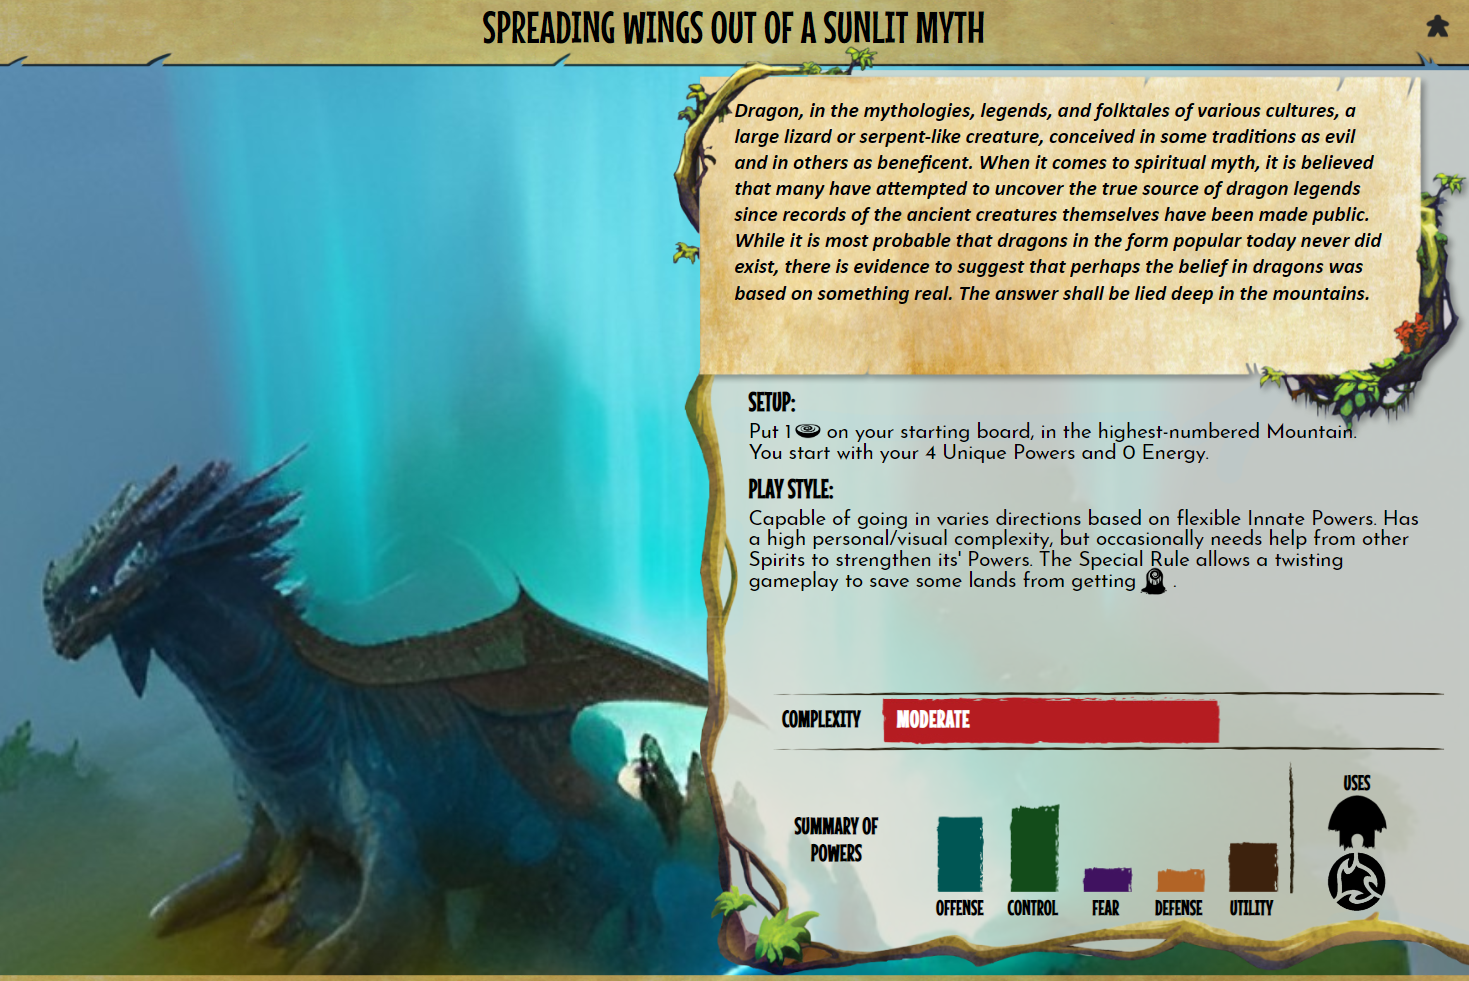 SPREADING WINGS OUT OF A SUNLIT MYTH
Dragon, in the mythologies, legends, and folktales of various cultures, a
large lizard or serpent-like creature, conceived in some traditions as evil
and in others as beneficent. When it comes to spiritual myth, it is believed
that many have attempted to uncover the true source of dragon legends
since records of the ancient creatures themselves have been made public.
While it is most probable that dragons in the form popular today never did
exist, there is evidence to suggest that perhaps the belief in dragons was
based on something real. The answer shall be lied deep in the mountains.
SETUP:
Put 1 on your starting board, in the highest-numbered Mountain.
You start with your 4 Unique Powers and 0 Energy.
PLAY STYLE:
Capable of going in varies directions based on flexible Innate Powers. Has
a high personal/visual complexity, but occasionally needs help from other
Spirits to strengthen its' Powers. The Special Rule allows a twisting
gameplay to save some lands from getting .
COMPLEXITY MODERATE
SUMMARY OF
POWERS
OFFENSE CONTROL FEAR DEFENSE UTILITY
USES